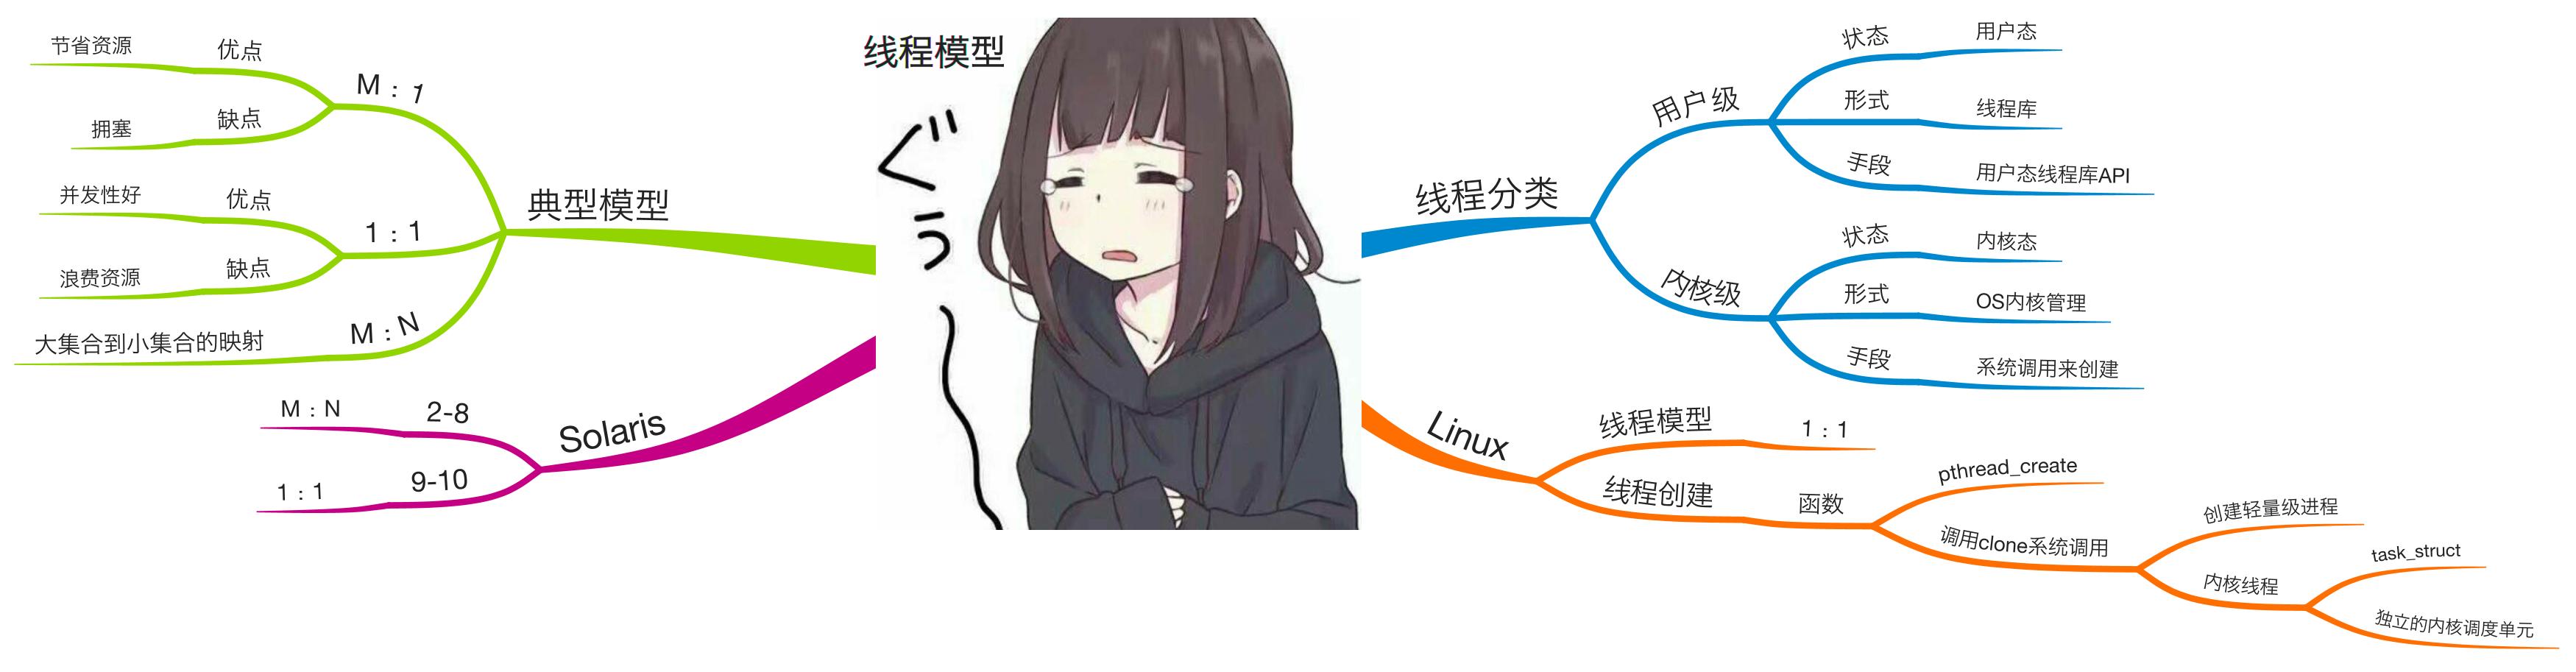 线程模型
ぐ
う
线程分类
用户级
状态
用户态
形式
线程库
手段
用户态线程库API
内核级
状态
内核态
形式
OS内核管理
手段
系统调用来创建
Linux
线程模型
1:1
线程创建
函数
pthread_create
调用clone系统调用
创建轻量级进程
内核线程
task_struct
独立的内核调度单元
典型模型
M:1
优点
节省资源
缺点
拥塞
1:1
优点
并发性好
缺点
浪费资源
M:N
大集合到小集合的映射
Solaris
2-8
M:N
9-10
1:1